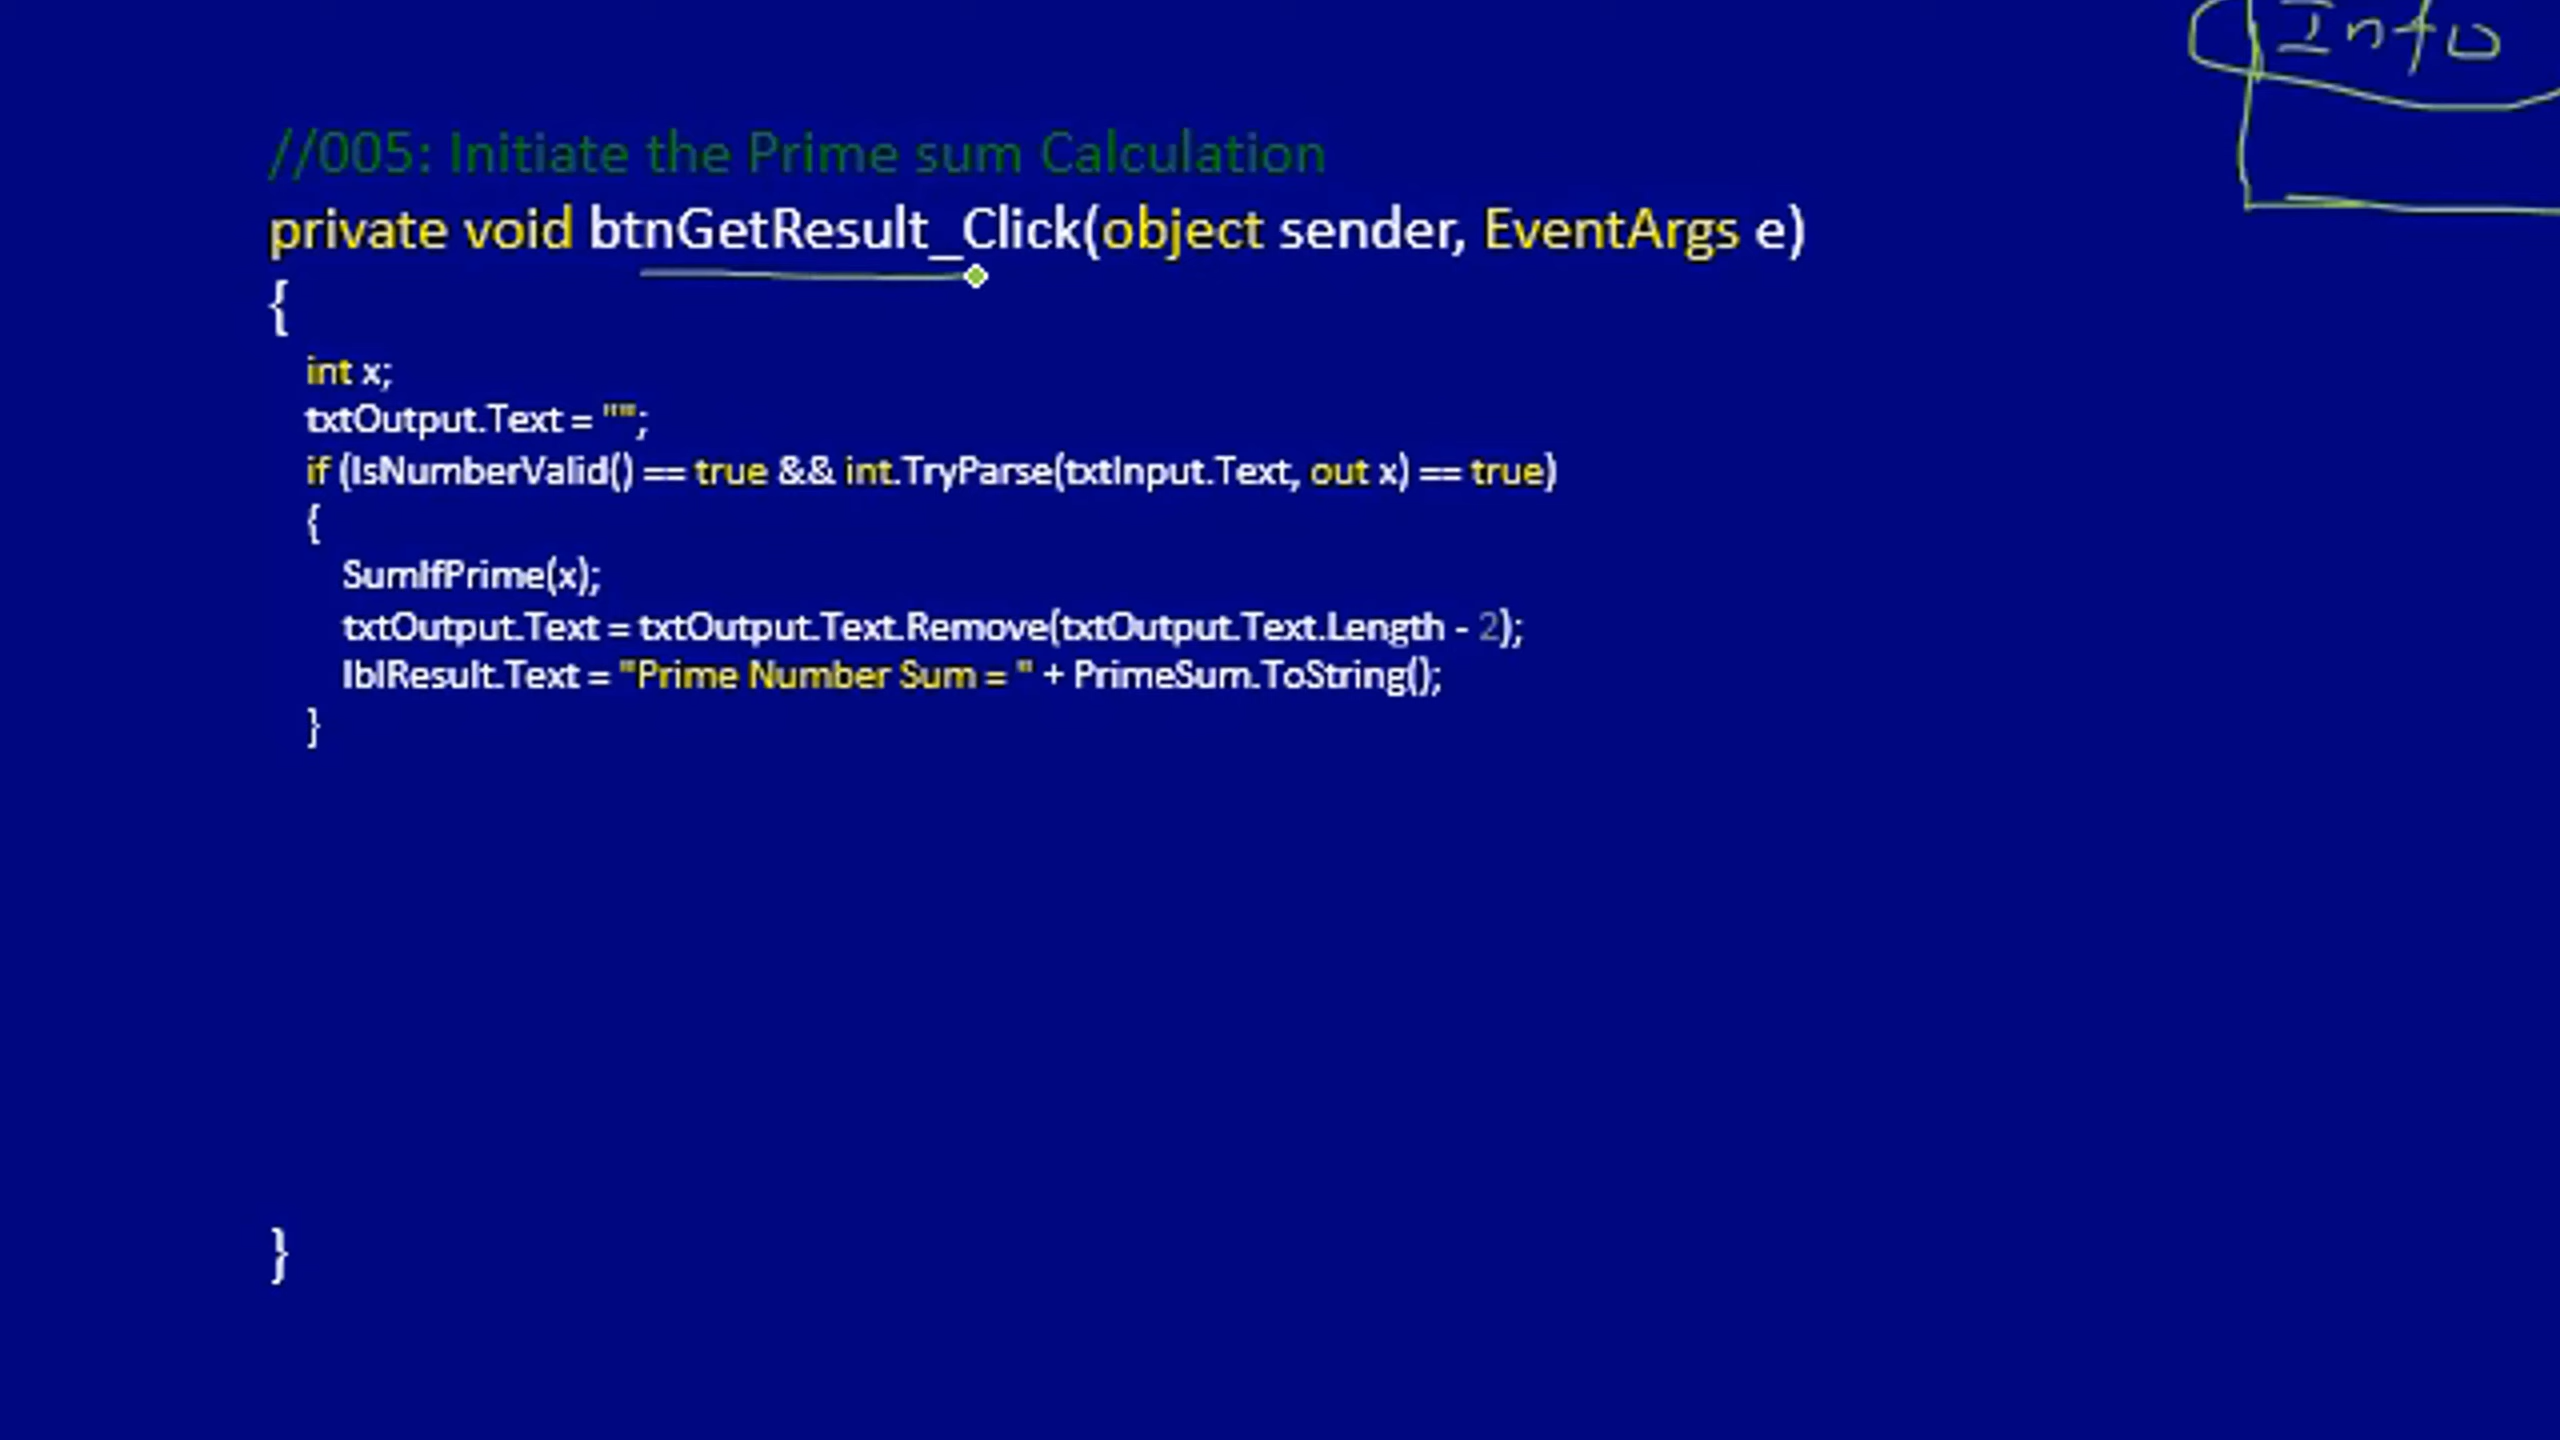 Info
//005: Initiate the Prime sum Calculation
private void btnGetResult_Click(object sender, EventArgs e)
{
int x;
txtOutput.Text = "";
if (IsNumberValid() == true && int.TryParse(txtInput.Text, out x) == true)
{
SumIfPrime(x);
txtOutput.Text = txtOutput.Text.Remove(txtOutput.Text.Length - 2);
lblResult.Text = "Prime Number Sum = " + PrimeSum.ToString();
}
}